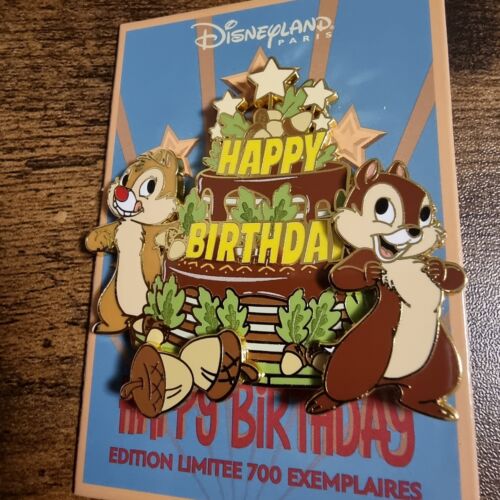 Disneyland
PARIS
HAPPY
BIRTHDAY
HAPPY BIRTHDAY
EDITION LIMITEE 700 EXEMPLAIRES